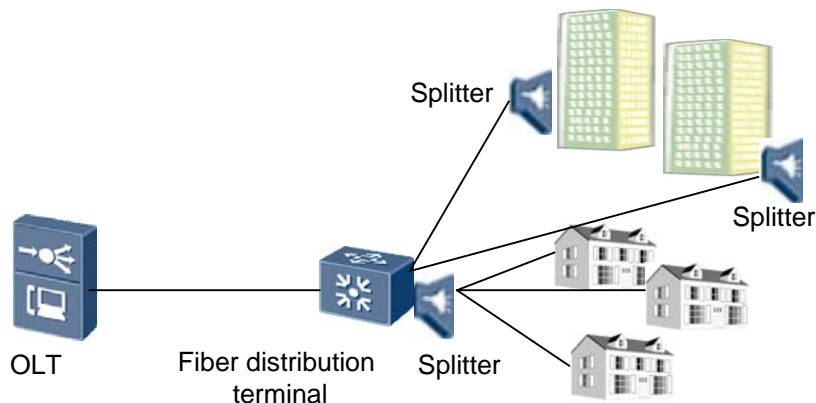 Splitter
Splitter
OLT
Fiber distribution
terminal
Splitter